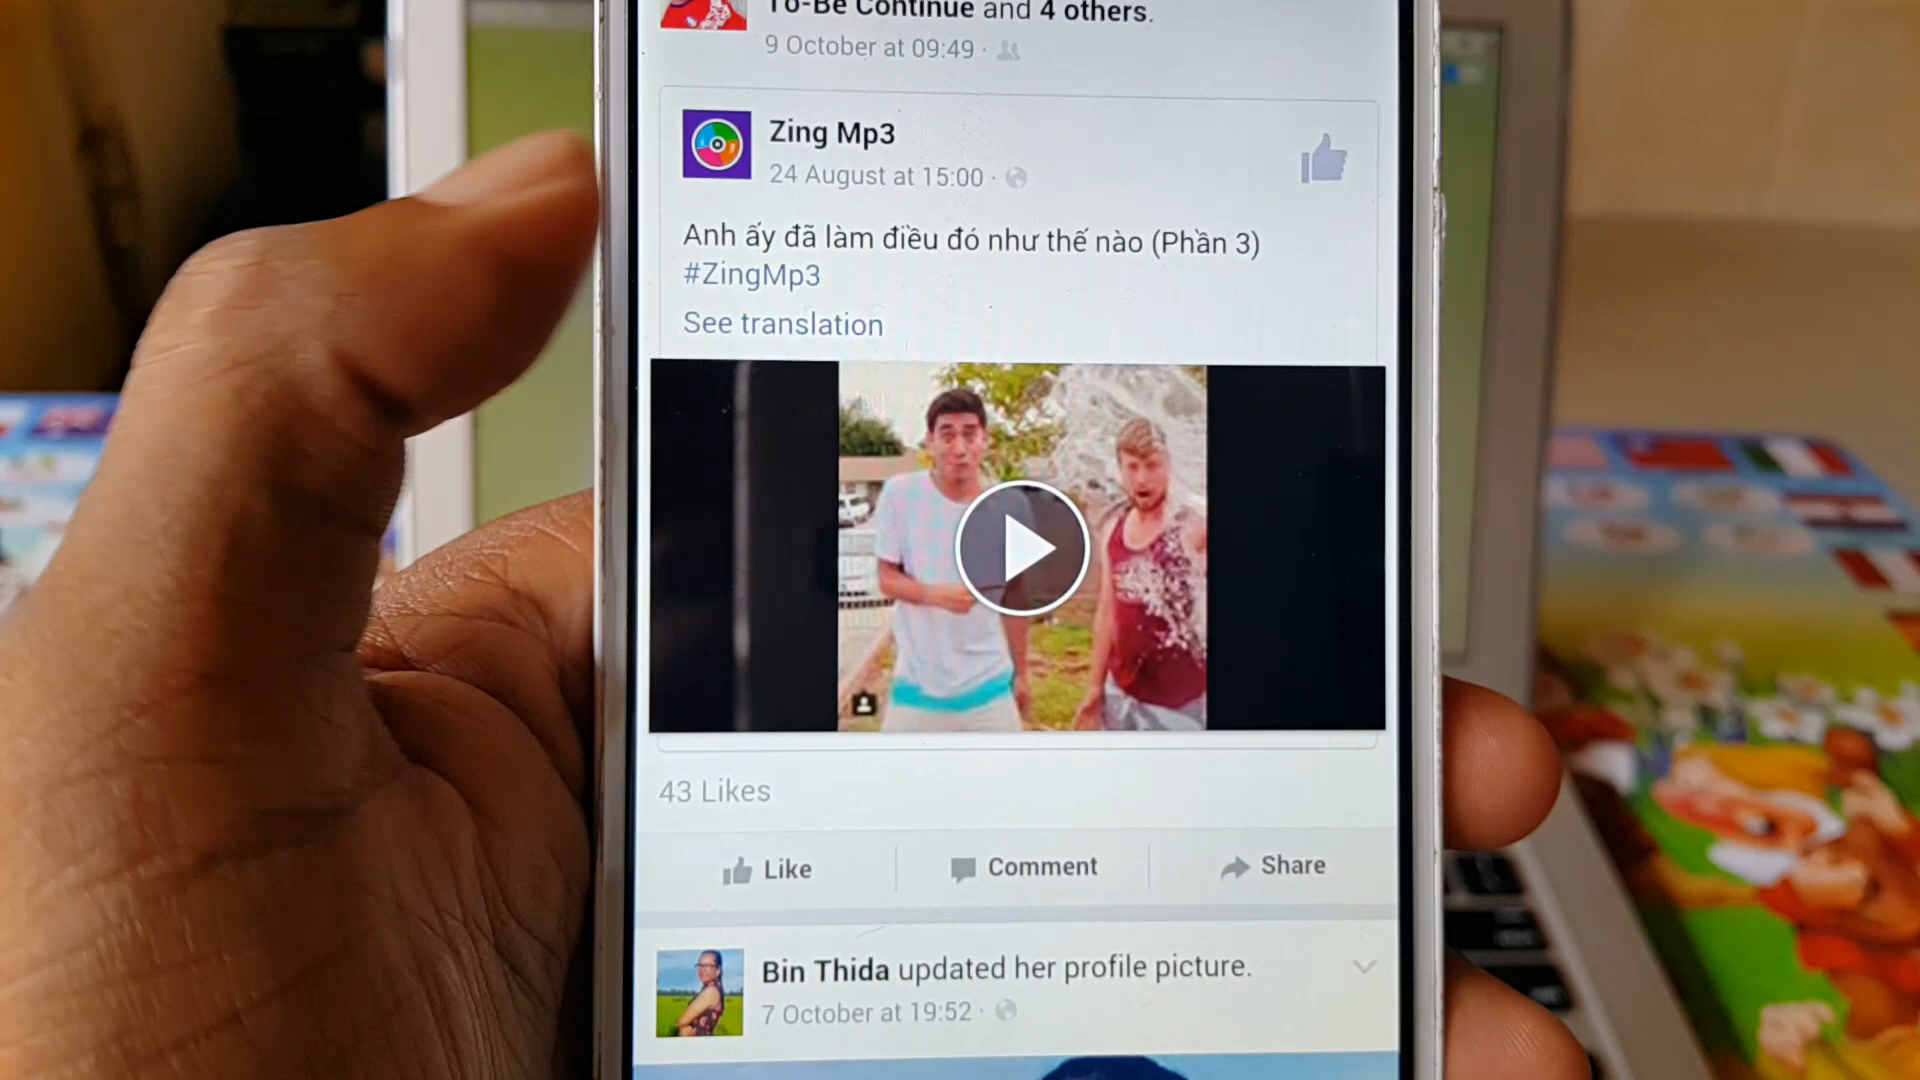 To-Be Continue and 4 others.
9 October at 09:49 ·
Zing Mp3
24 August at 15:00 ·
Anh ấy đã làm điều đó như thế nào (Phần 3)
#ZingMp3
See translation
43 Likes
Like Comment Share
Bin Thida updated her profile picture.
7 October at 19:52 ·